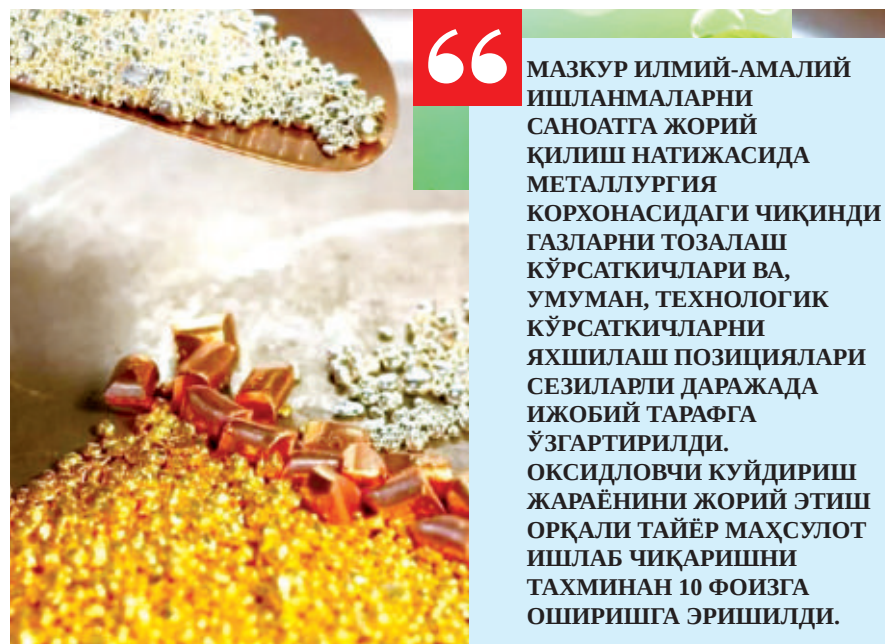 “
МАЗКУР ИЛМИЙ-АМАЛИЙ
ИШЛАНМАЛАРНИ
САНОАТГА ЖОРИЙ
ҚИЛИШ НАТИЖАСИДА
МЕТАЛЛУРГИЯ
КОРХОНАСИДАГИ ЧИҚИНДИ
ГАЗЛАРНИ ТОЗАЛАШ
КЎРСАТКИЧЛАРИ ВА,
УМУМАН, ТЕХНОЛОГИК
КЎРСАТКИЧЛАРНИ
ЯХШИЛАШ ПОЗИЦИЯЛАРИ
СЕЗИЛАРЛИ ДАРАЖАДА
ИЖОБИЙ ТАРАФГА
ЎЗГАРТИРИЛДИ.
ОКСИДЛОВЧИ КУЙДИРИШ
ЖАРАЁНИНИ ЖОРИЙ ЭТИШ
ОРҚАЛИ ТАЙЁР МАҲСУЛОТ
ИШЛАБ ЧИҚАРИШНИ
ТАХМИНАН 10 ФОИЗГА
ОШИРИШГА ЭРИШИЛДИ.